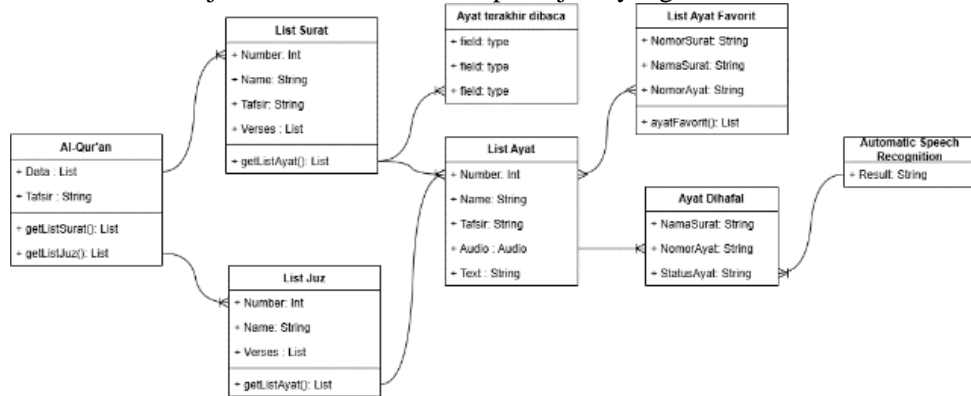 Al-Qur'an
+ Data : List
+ Tafsir : String
+ getListSurat(): List
+ getListJuz(): List
List Surat
+ Number: Int
+ Name: String
+ Tafsir: String
+ Verses : List
+ getListAyat(): List
List Juz
+ Number: Int
+ Name: String
+ Verses : List
+ getListAyat(): List
Ayat terakhir dibaca
+ field: type
+ field: type
+ field: type
List Ayat
+ Number: Int
+ Name: String
+ Tafsir: String
+ Audio : Audio
+ Text : String
List Ayat Favorit
+ NomorSurat: String
+ NamaSurat: String
+ NomorAyat: String
+ ayatFavorit(): List
Ayat Dihafal
+ NamaSurat: String
+ NomorAyat: String
+ StatusAyat: String
Automatic Speech
Recognition
+ Result: String